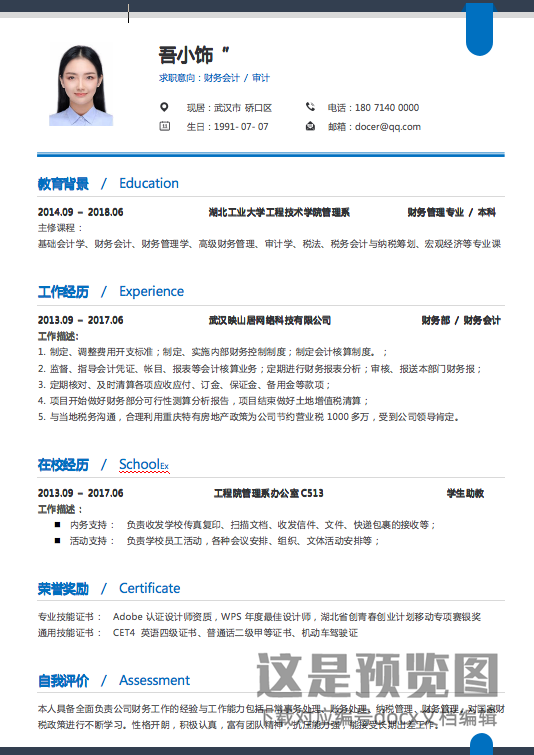 吾小饰 "
求职意向：财务会计 / 审计
现居：武汉市 硚口区 电话：180 7140 0000
生日：1991- 07- 07 邮箱：docer@qq.com
教育背景 / Education
2014.09 – 2018.06 湖北工业大学工程技术学院管理系 财务管理专业 / 本科
主修课程：
基础会计学、财务会计、财务管理学、高级财务管理、审计学、税法、税务会计与纳税筹划、宏观经济等专业课
工作经历 / Experience
2013.09 – 2017.06 武汉映山居网络科技有限公司 财务部 / 财务会计
工作描述：
1. 制定、调整费用开支标准；制定、实施内部财务控制制度；制定会计核算制度。；
2. 监督、指导会计凭证、帐目、报表等会计核算业务；定期进行财务报表分析；审核、报送本部门财务报；
3. 定期核对、及时清算各项应收应付、订金、保证金、备用金等款项；
4. 项目开始做好财务部分可行性测算分析报告，项目结束做好土地增值税清算；
5. 与当地税务沟通，合理利用重庆特有房地产政策为公司节约营业税 1000 多万，受到公司领导肯定。
在校经历 / SchoolEx
2013.09 – 2017.06 工程院管理系办公室 C513 学生助教
工作描述：
■ 内务支持： 负责收发学校传真复印、扫描文档、收发信件、文件、快递包裹的接收等；
■ 活动支持： 负责学校员工活动，各种会议安排、组织、文体活动安排等；
荣誉奖励 / Certificate
专业技能证书： Adobe 认证设计师资质，WPS 年度最佳设计师，湖北省创青春创业计划移动专项赛银奖
通用技能证书： CET4 英语四级证书、普通话二级甲等证书、机动车驾驶证
自我评价 / Assessment
这是预览图
本人具备全面负责公司财务工作的经验与工作能力包括日常事务处理、账务处理、纳税管理、财务管理，对国家财
税政策进行不断学习。性格开朗，积极认真，富有团队精神，抗压能力强，能接受长期出差工作。
下载对应编号docx文档编辑